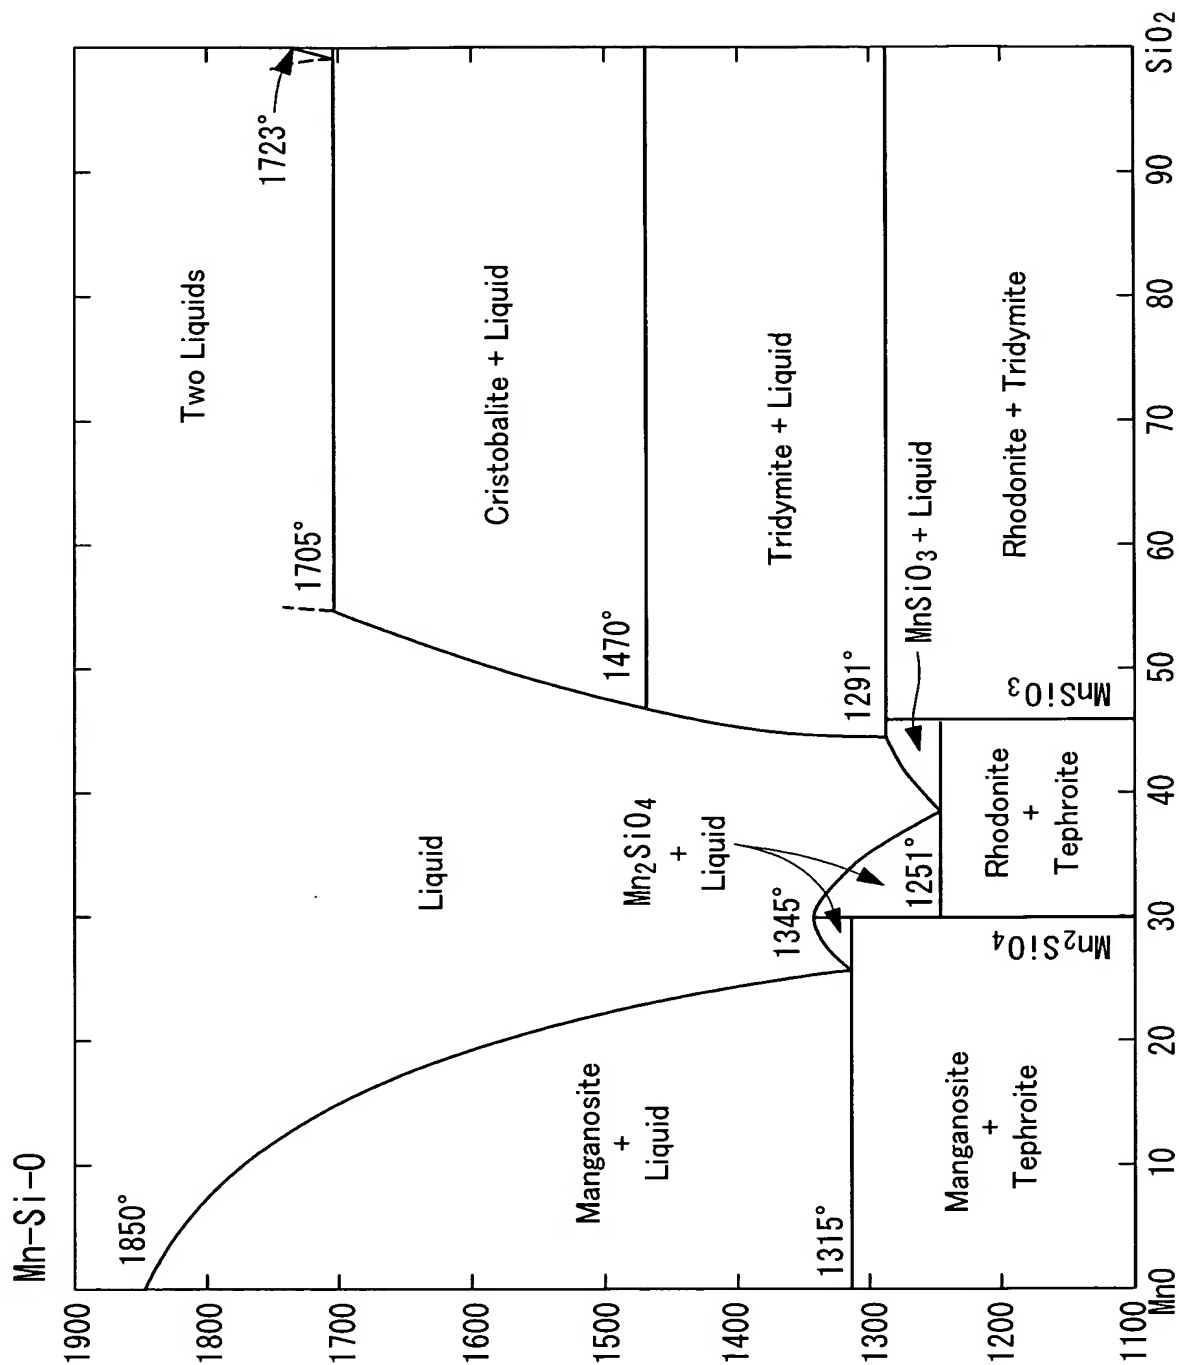 Mn-Si-O
1900
1800
1700
1600
1500
1400
1300
1200
1100
1850°
1723°
Two Liquids
1705°
Liquid
Cristobalite + Liquid
Manganosite
+
Liquid
1470°
Mn2SiO4
+
Liquid
Tridymite + Liquid
1345°
1315°
1291°
1251°
MnSiO3 + Liquid
Manganosite
+
Tephroite
Rhodonite
+
Tephroite
Rhodonite + Tridymite
Mn2SiO4
MnSiO3
MnO
10
20
30
40
50
60
70
80
90
SiO2